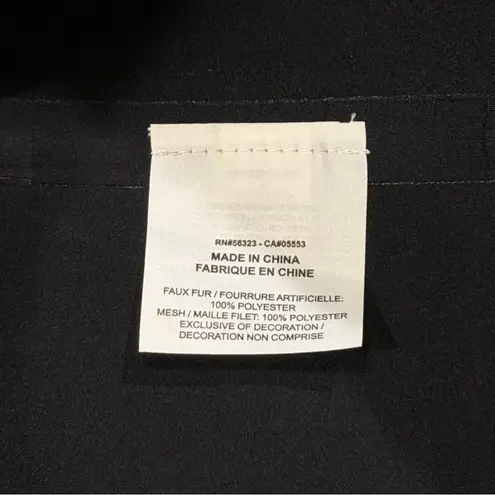 RN#56323 - CA#05553
MADE IN CHINA
FABRIQUE EN CHINE
FAUX FUR / FOURRURE ARTIFICIELLE:
100% POLYESTER
MESH / MAILLE FILET: 100% POLYESTER
EXCLUSIVE OF DECORATION /
DECORATION NON COMPRISE